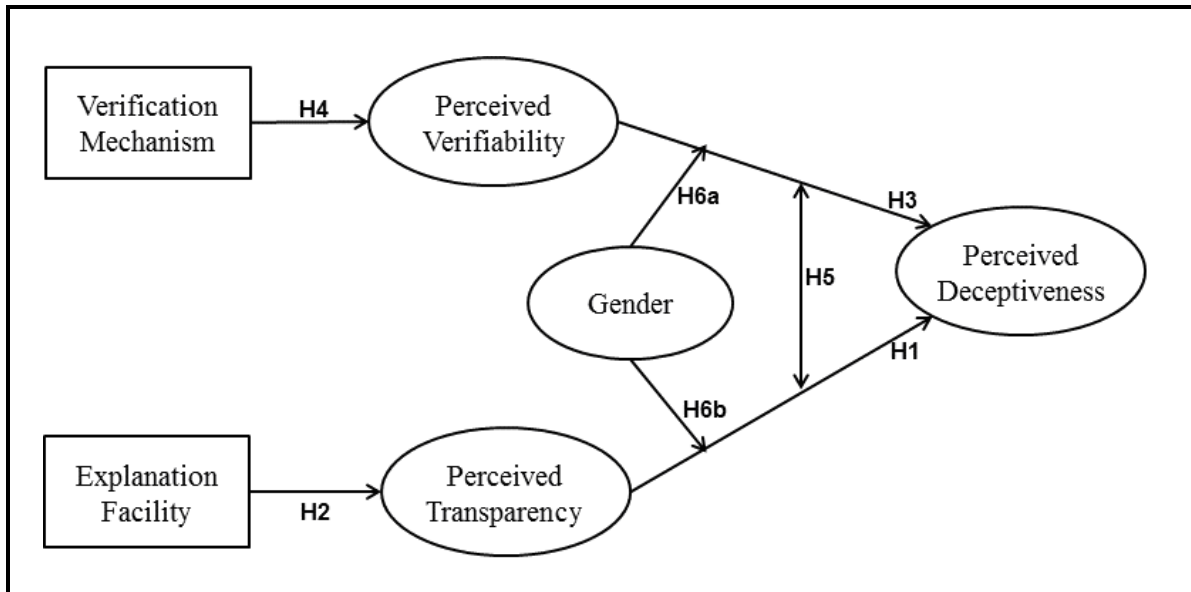 Verification
Mechanism
H4
Perceived
Verifiability
H6a
H3
Gender
H5
Perceived
Deceptiveness
H6b
H1
Explanation
Facility
H2
Perceived
Transparency